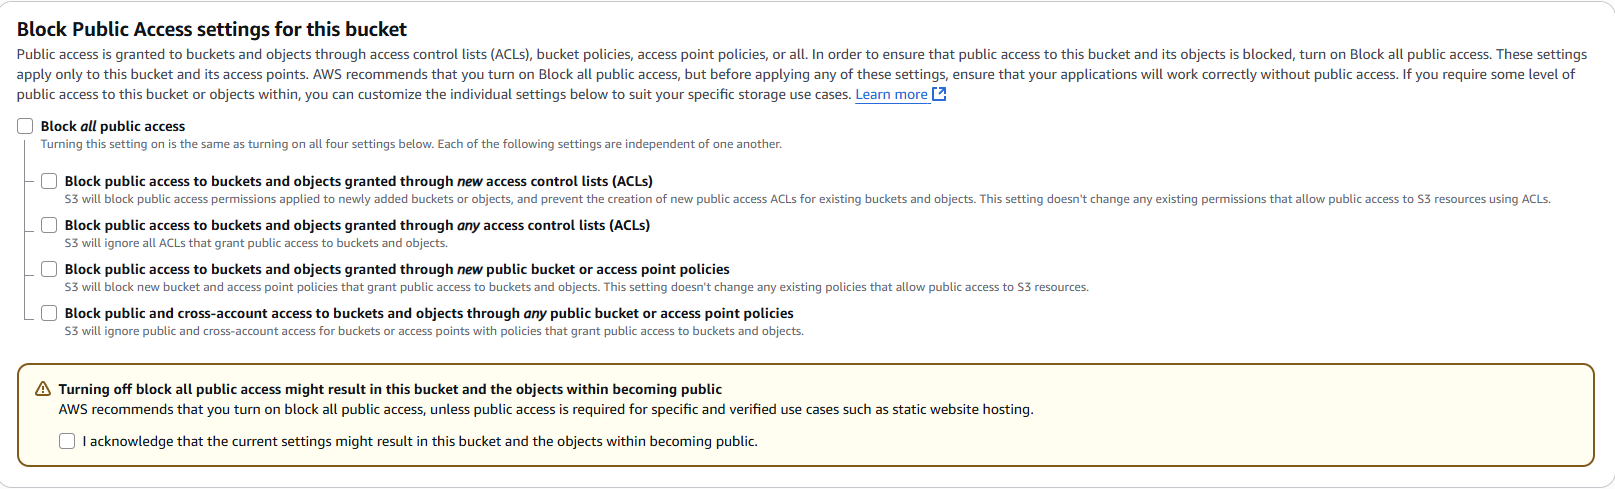 Block Public Access settings for this bucket
Public access is granted to buckets and objects through access control lists (ACLs), bucket policies, access point policies, or all. In order to ensure that public access to this bucket and its objects is blocked, turn on Block all public access. These settings
apply only to this bucket and its access points. AWS recommends that you turn on Block all public access, but before applying any of these settings, ensure that your applications will work correctly without public access. If you require some level of
public access to this bucket or objects within, you can customize the individual settings below to suit your specific storage use cases. Learn more
Block all public access
Turning this setting on is the same as turning on all four settings below. Each of the following settings are independent of one another.
Block public access to buckets and objects granted through new access control lists (ACLs)
S3 will block public access permissions applied to newly added buckets or objects, and prevent the creation of new public access ACLs for existing buckets and objects. This setting doesn't change any existing permissions that allow public access to S3 resources using ACLs.
Block public access to buckets and objects granted through any access control lists (ACLs)
S3 will ignore all ACLs that grant public access to buckets and objects.
Block public access to buckets and objects granted through new public bucket or access point policies
S3 will block new bucket and access point policies that grant public access to buckets and objects. This setting doesn't change any existing policies that allow public access to S3 resources.
Block public and cross-account access to buckets and objects through any public bucket or access point policies
S3 will ignore public and cross-account access for buckets or access points with policies that grant public access to buckets and objects.
Turning off block all public access might result in this bucket and the objects within becoming public
AWS recommends that you turn on block all public access, unless public access is required for specific and verified use cases such as static website hosting.
I acknowledge that the current settings might result in this bucket and the objects within becoming public.